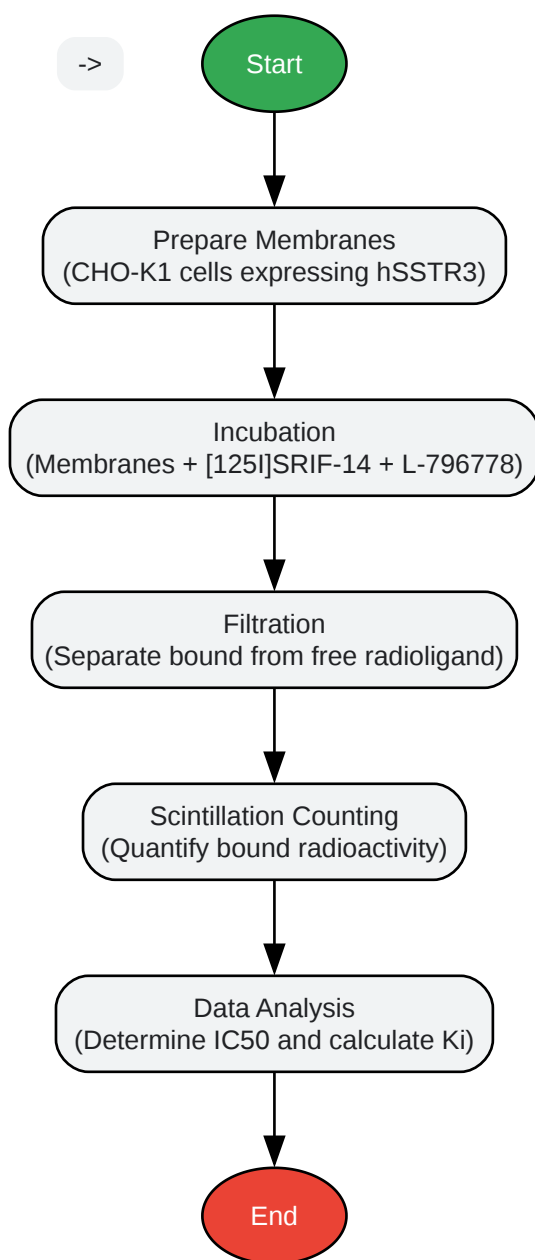 ->
Start
Prepare Membranes
(CHO-K1 cells expressing hSSTR3)
Incubation
(Membranes + [125I]SRIF-14 + L-796778)
Filtration
(Separate bound from free radioligand)
Scintillation Counting
(Quantify bound radioactivity)
Data Analysis
(Determine IC50 and calculate Ki)
End